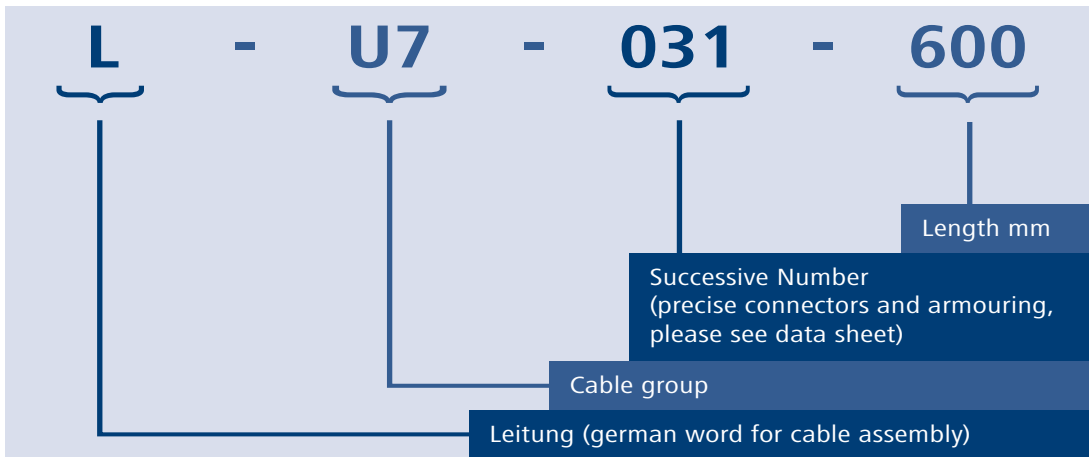 L - U7 - 031 - 600
Length mm
Successive Number
(precise connectors and armouring,
please see data sheet)
Cable group
Leitung (german word for cable assembly)